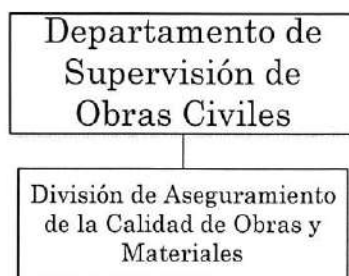 Departamento de
Supervisión de
Obras Civiles
División de Aseguramiento
de la Calidad de Obras y
Materiales